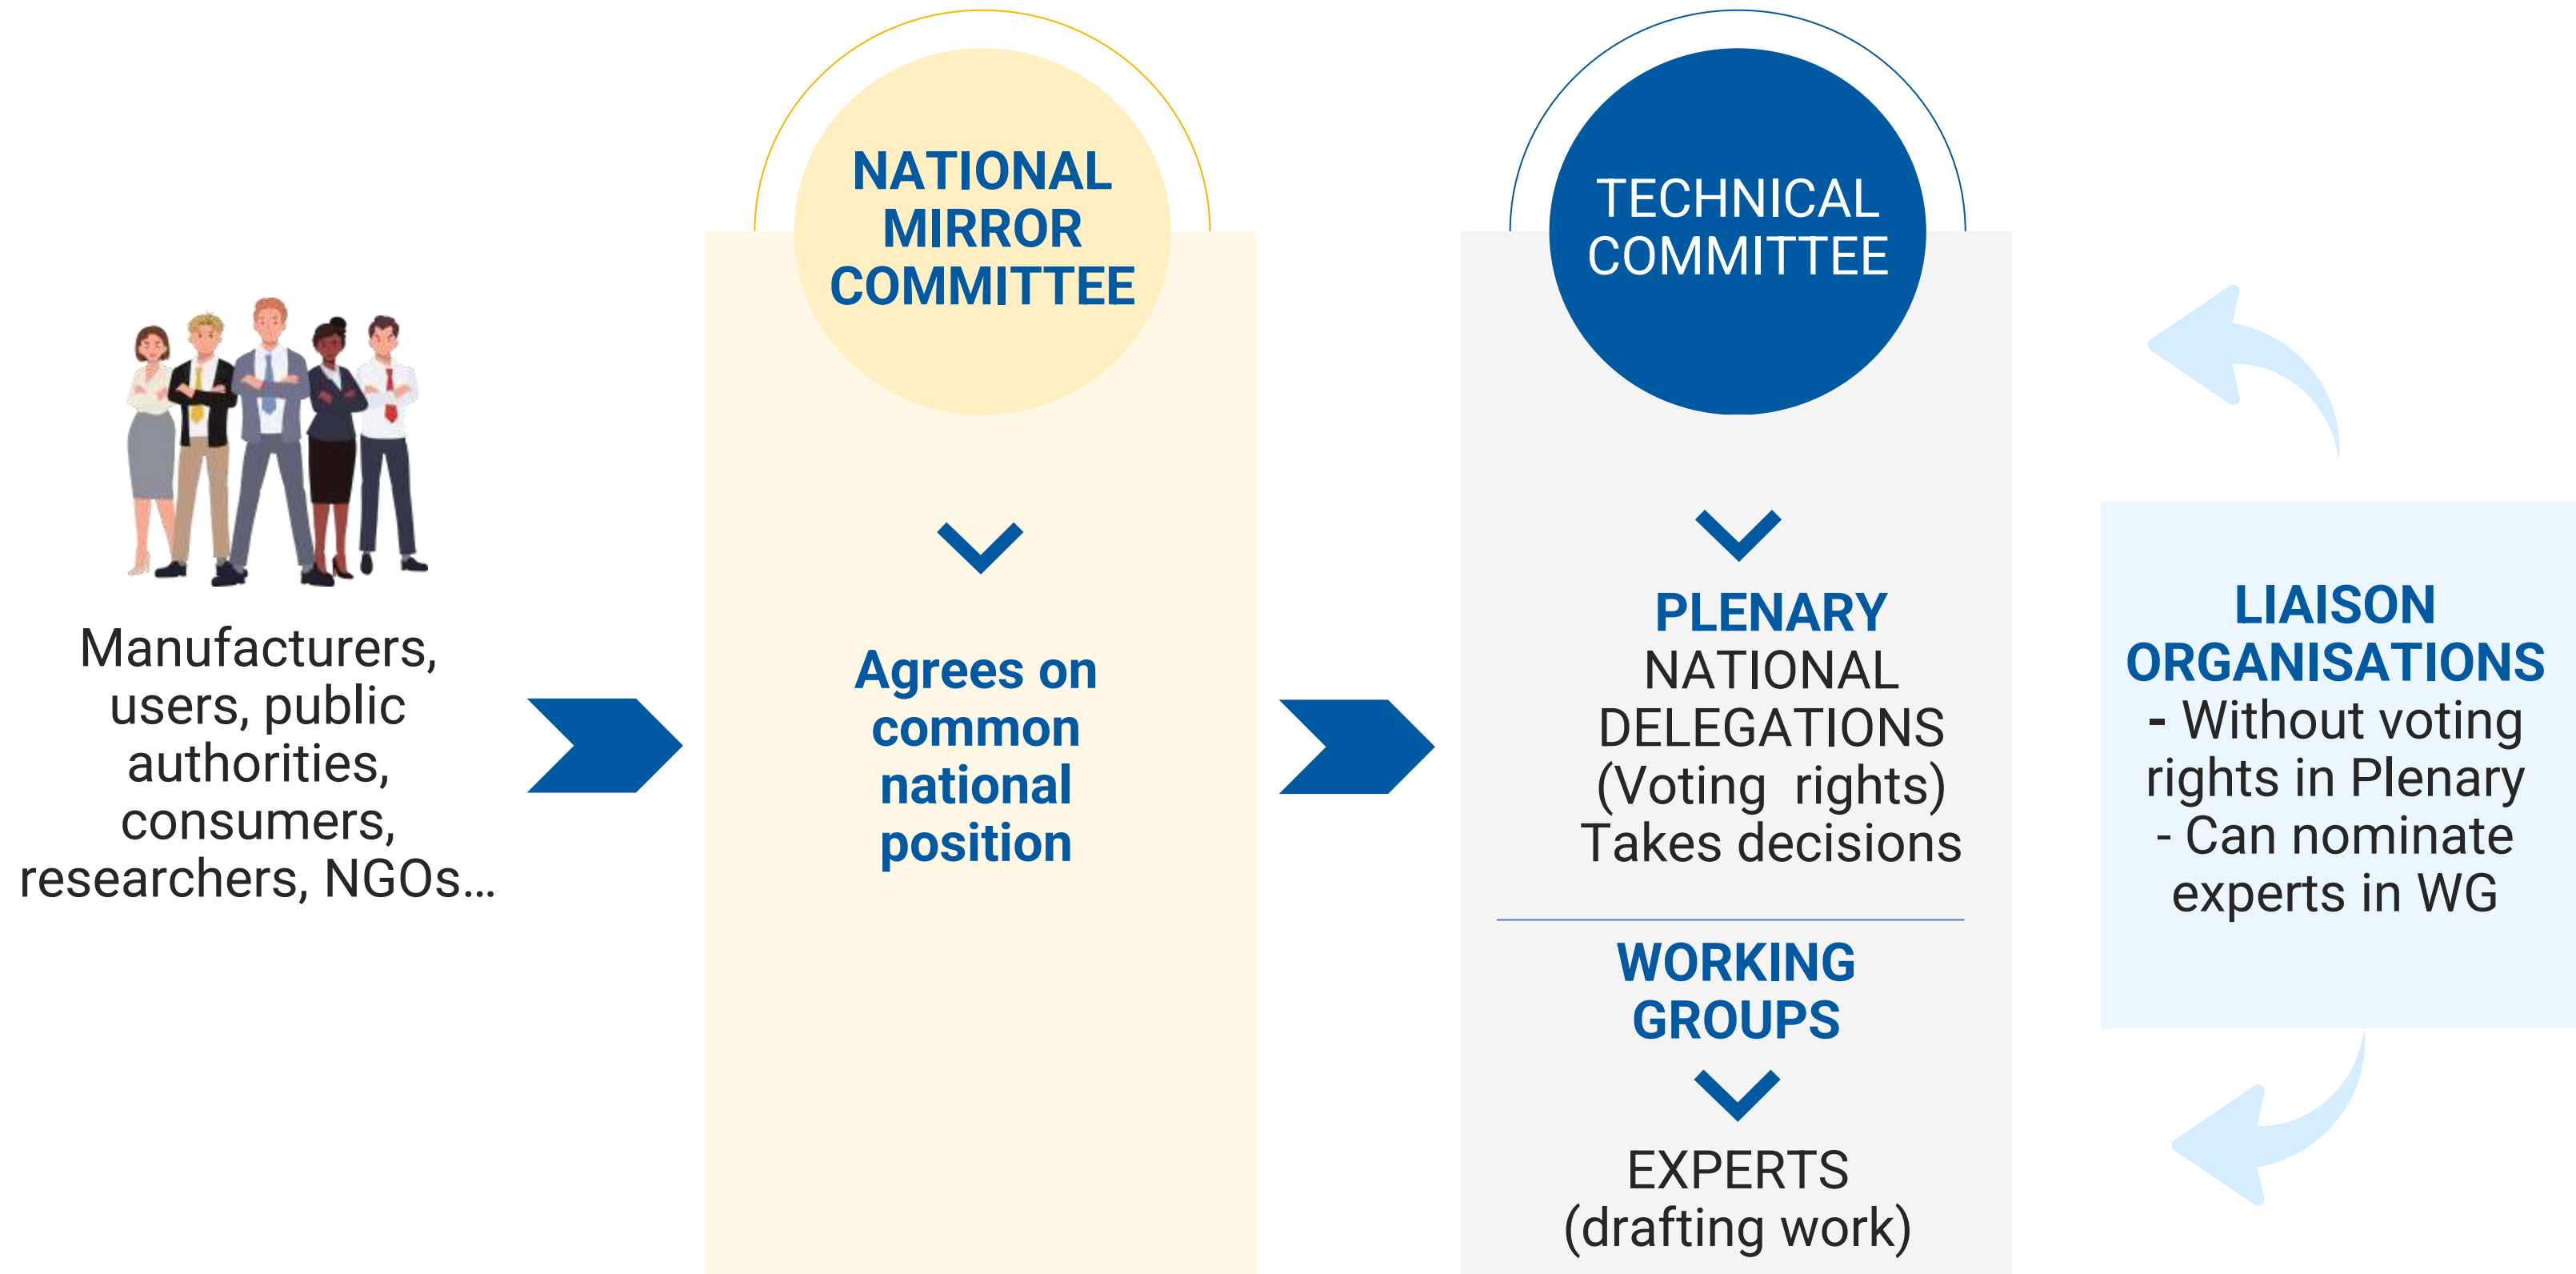 Manufacturers,
users, public
authorities,
consumers,
researchers, NGOs...
NATIONAL
MIRROR
COMMITTEE
Agrees on
common
national
position
TECHNICAL
COMMITTEE
PLENARY
NATIONAL
DELEGATIONS
(Voting  rights)
Takes decisions
WORKING
GROUPS
EXPERTS
(drafting work)
LIAISON
ORGANISATIONS
- Without voting
rights in Plenary
- Can nominate
experts in WG